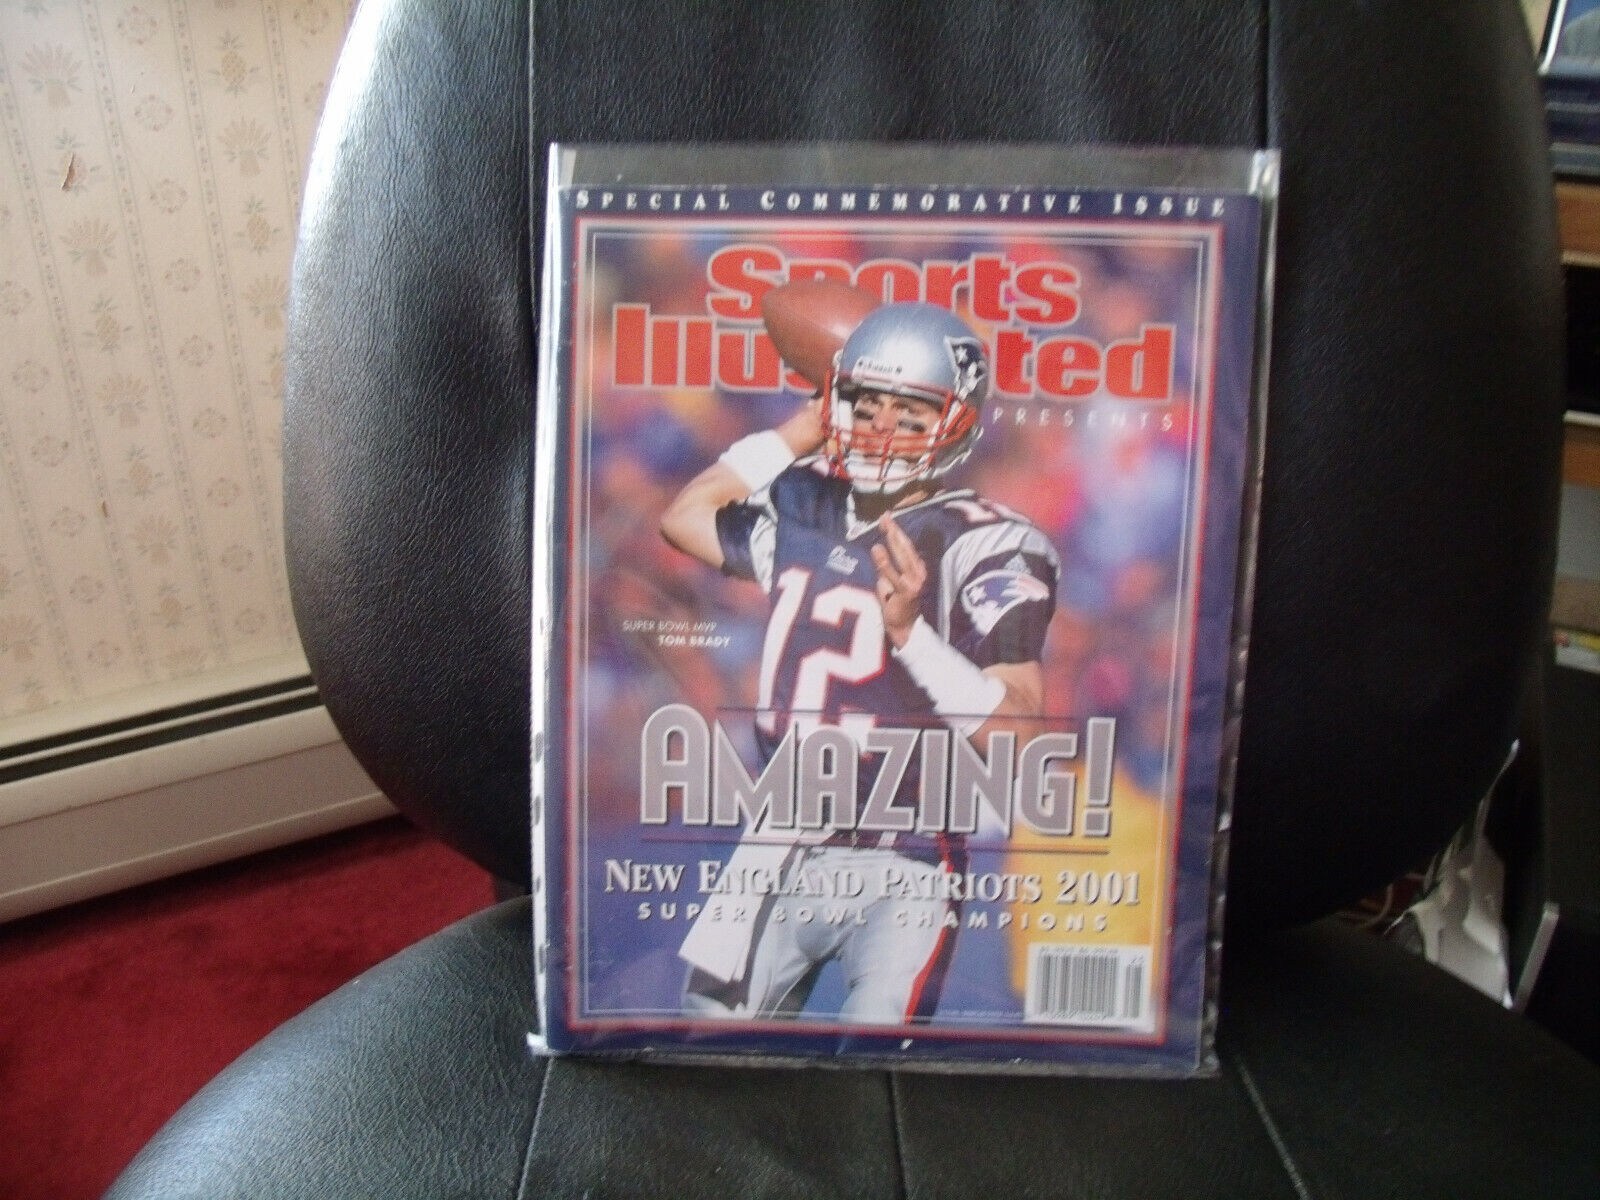 SPECIAL COMMEMORATIVE ISSUE
Sports
Illustrated
PRESENTS
Riddell
12
SUPER BOWL MVP
TOM BRADY
AMAZING!
NEW ENGLAND PATRIOTS 2001
SUPER BOWL CHAMPIONS